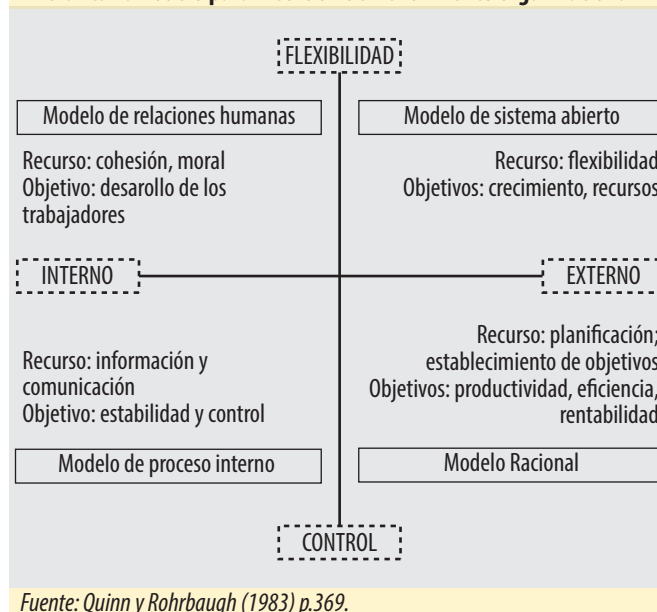 FLEXIBILIDAD
Modelo de relaciones humanas
Recurso: cohesión, moral
Objetivo: desarollo de los
trabajadores
Modelo de sistema abierto
Recurso: flexibilidad
Objetivos: crecimiento, recursos
INTERNO
EXTERNO
Recurso: información y
comunicación
Objetivo: estabilidad y control
Modelo de proceso interno
Recurso: planificación;
establecimiento de objetivos
Objetivos: productividad, eficiencia,
rentabilidad
Modelo Racional
CONTROL
Fuente: Quinn y Rohrbaugh (1983) p.369.